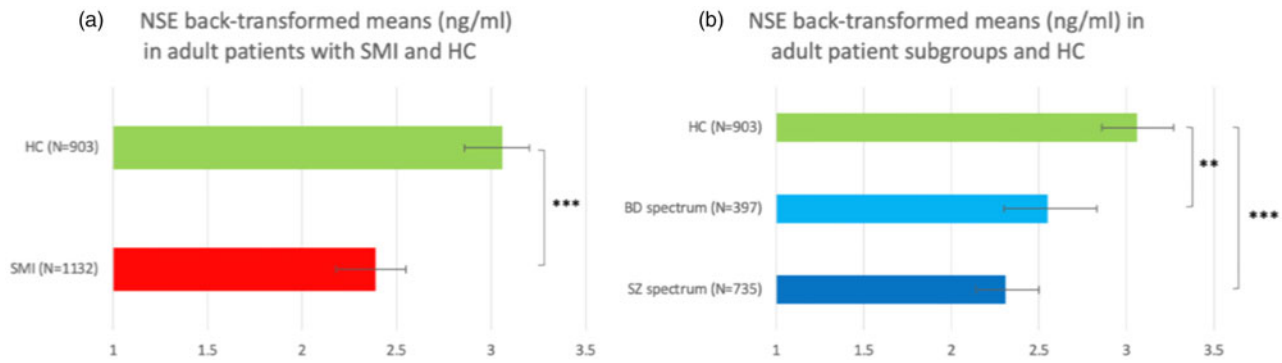 (a)
NSE back-transformed means (ng/ml)
in adult patients with SMI and HC
HC (N=903)
SMI (N=1132)
***
1 1.5 2 2.5 3 3.5
(b)
NSE back-transformed means (ng/ml) in
adult patient subgroups and HC
HC (N=903)
BD spectrum (N=397)
SZ spectrum (N=735)
**
***
1 1.5 2 2.5 3 3.5